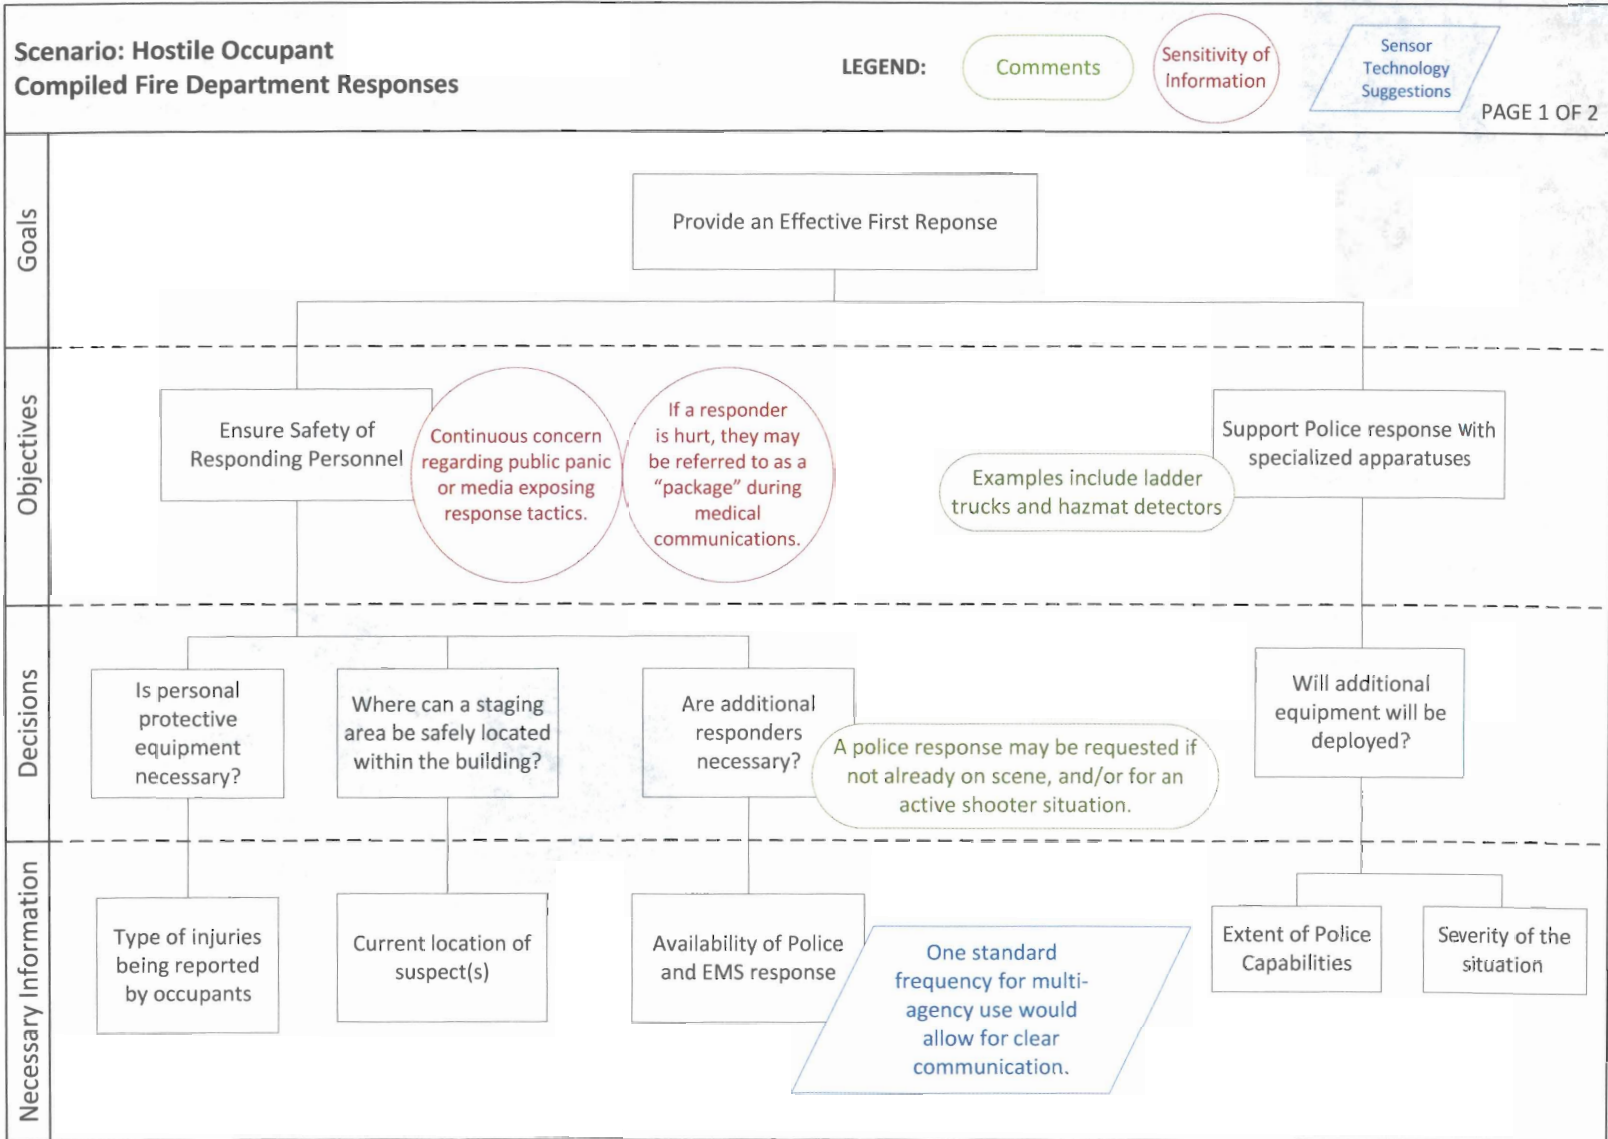 Scenario: Hostile Occupant
Compiled Fire Department Responses
LEGEND:
Comments
Sensitivity of
Information
Sensor
Technology
Suggestions
PAGE 1 OF 2
Goals
Provide an Effective First Reponse
Objectives
Ensure Safety of
Responding Personnel
Continuous concern
regarding public panic
or media exposing
response tactics.
If a responder
is hurt, they may
be referred to as a
“package” during
medical
communications.
Examples include ladder
trucks and hazmat detectors
Support Police response With
specialized apparatuses
Decisions
Is personal
protective
equipment
necessary?
Where can a staging
area be safely located
within the building?
Are additional
responders
necessary?
A police response may be requested if
not already on scene, and/or for an
active shooter situation.
Will additional
equipment will be
deployed?
Necessary Information
Type of injuries
being reported
by occupants
Current location of
suspect(s)
Availability of Police
and EMS response
One standard
frequency for multi-
agency use would
allow for clear
communication.
Extent of Police
Capabilities
Severity of the
situation